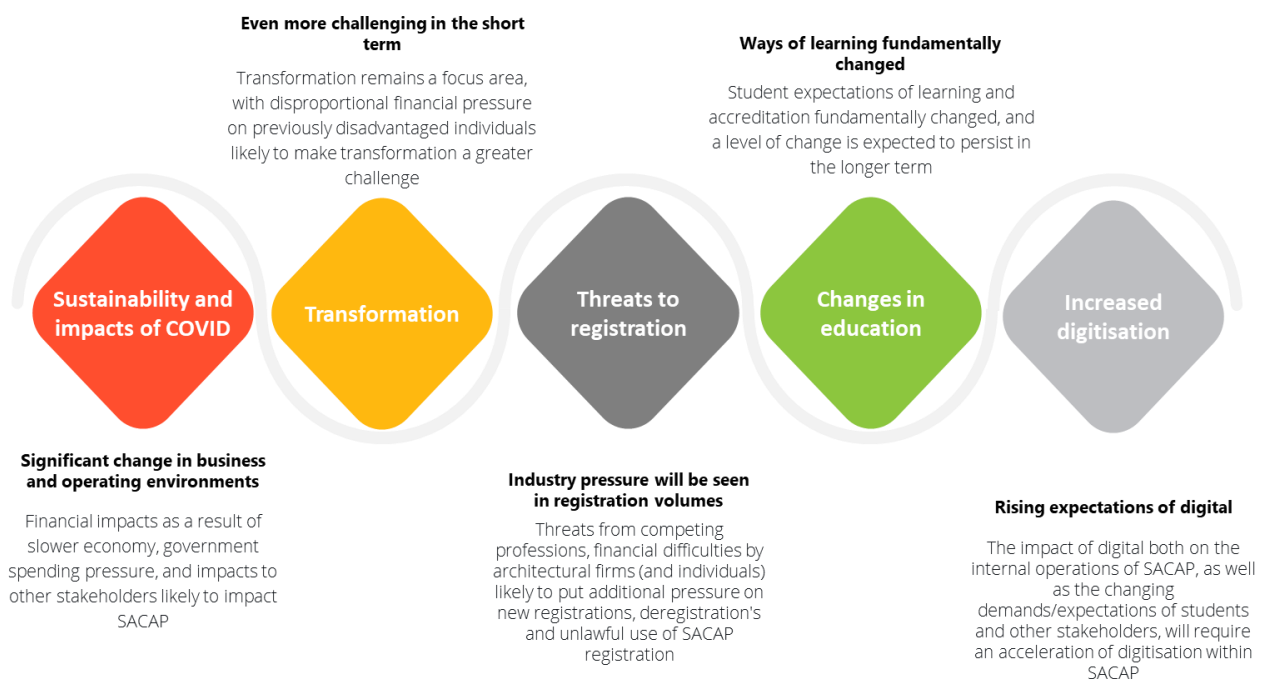 Even more challenging in the short
term
Transformation remains a focus area,
with disproportional financial pressure
on previously disadvantaged individuals
likely to make transformation a greater
challenge
Ways of learning fundamentally
changed
Student expectations of learning and
accreditation fundamentally changed, and
a level of change is expected to persist in
the longer term
Sustainability and
impacts of COVID
Transformation
Threats to
registration
Changes in
education
Increased
digitisation
Significant change in business
and operating environments
Financial impacts as a result of
slower economy, government
spending pressure, and impacts to
other stakeholders likely to impact
SACAP
Industry pressure will be seen
in registration volumes
Threats from competing
professions, financial difficulties by
architectural firms (and individuals)
likely to put additional pressure on
new registrations, deregistration's
and unlawful use of SACAP
registration
Rising expectations of digital
The impact of digital both on the
internal operations of SACAP, as well
as the changing
demands/expectations of students
and other stakeholders, will require
an acceleration of digitisation within
SACAP